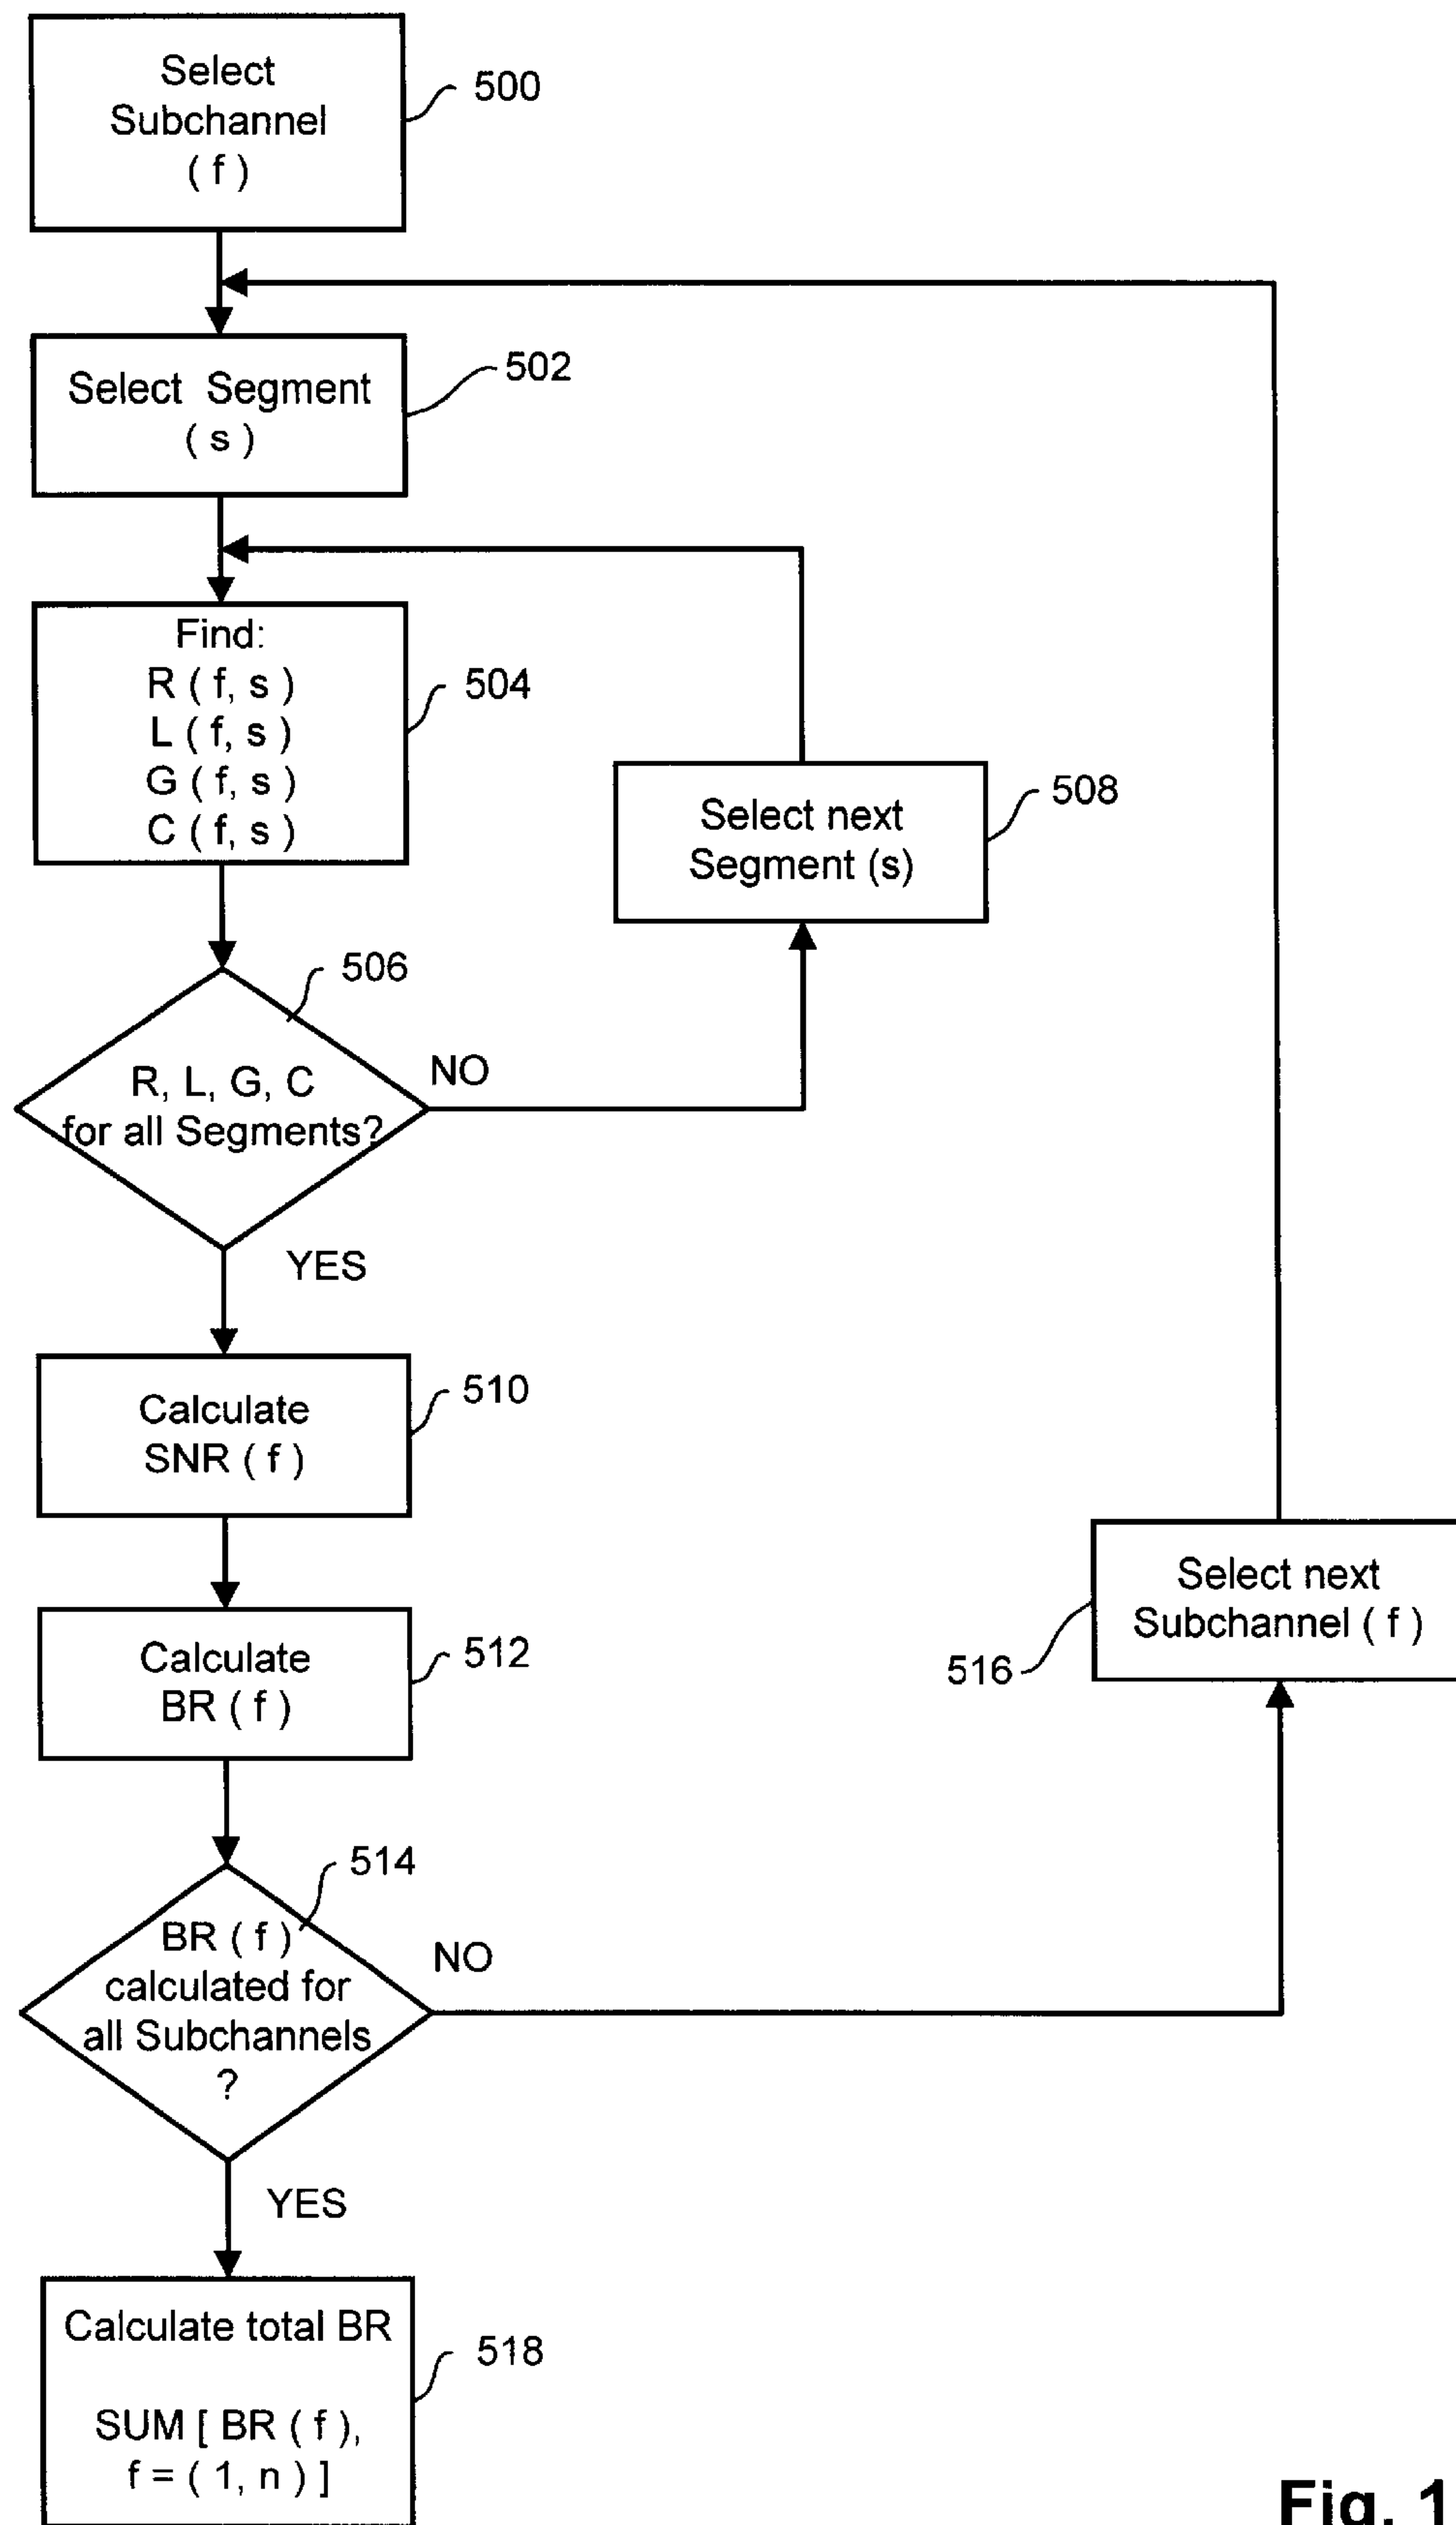 Select
Subchannel
( f )
500
Select Segment
( s )
502
Find:
R ( f, s )
L ( f, s )
G ( f, s )
C ( f, s )
504
Select next
Segment (s)
508
506
R, L, G, C
for all Segments?
NO
YES
Calculate
SNR ( f )
510
Calculate
BR ( f )
512
Select next
Subchannel ( f )
516
514
BR ( f )
calculated for
all Subchannels
?
NO
YES
Calculate total BR
SUM [ BR ( f ),
f = ( 1, n ) ]
518
Fig. 1